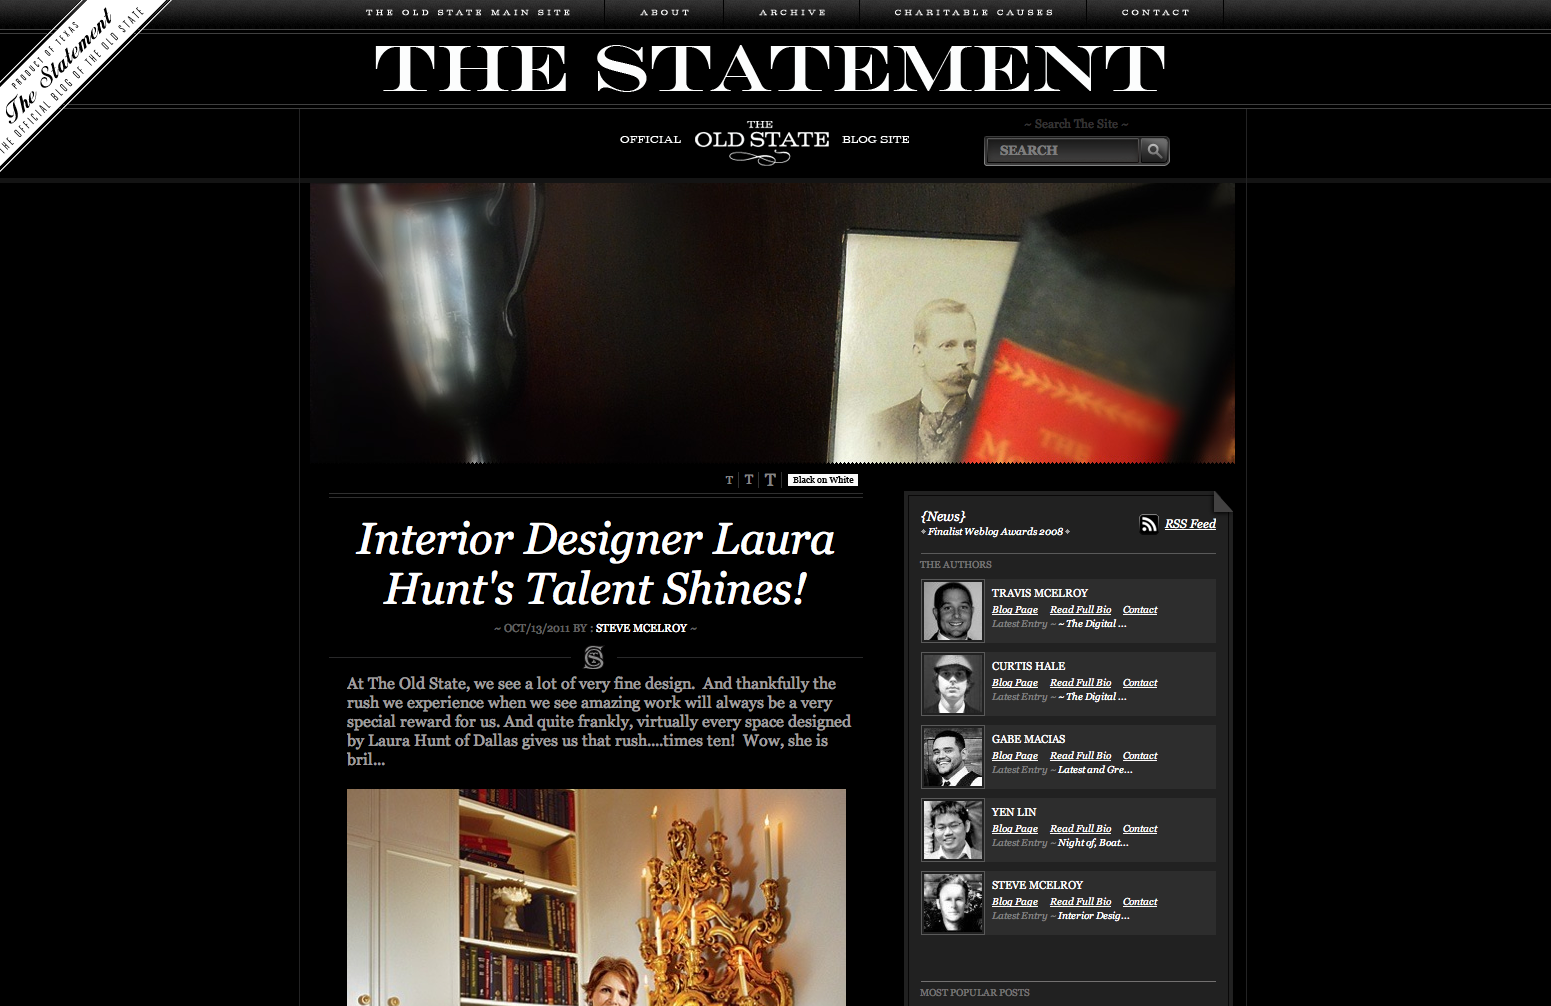 THE OLD STATE MAIN SITE
ABOUT
ARCHIVE
CHARITABLE CAUSES
CONTACT
PRODUCT OF TEXAS
The Statement
THE OFFICIAL BLOG OF THE OLD STATE
THE STATEMENT
OFFICIAL
THE
OLD STATE
BLOG SITE
~ Search The Site ~
SEARCH
THE
T T T Black on White
Interior Designer Laura
Hunt's Talent Shines!
~ OCT/13/2011 BY : STEVE MCELROY ~
At The Old State, we see a lot of very fine design.  And thankfully the
rush we experience when we see amazing work will always be a very
special reward for us. And quite frankly, virtually every space designed
by Laura Hunt of Dallas gives us that rush....times ten!  Wow, she is
bril...
{News}
Finalist Weblog Awards 2008
RSS Feed
THE AUTHORS
TRAVIS MCELROY
Blog Page Read Full Bio Contact
Latest Entry ~ ~ The Digital ...
CURTIS HALE
Blog Page Read Full Bio Contact
Latest Entry ~ ~ The Digital ...
GABE MACIAS
Blog Page Read Full Bio Contact
Latest Entry ~ Latest and Gre...
YEN LIN
Blog Page Read Full Bio Contact
Latest Entry ~ Night of, Boat...
STEVE MCELROY
Blog Page Read Full Bio Contact
Latest Entry ~ Interior Desig...
MOST POPULAR POSTS